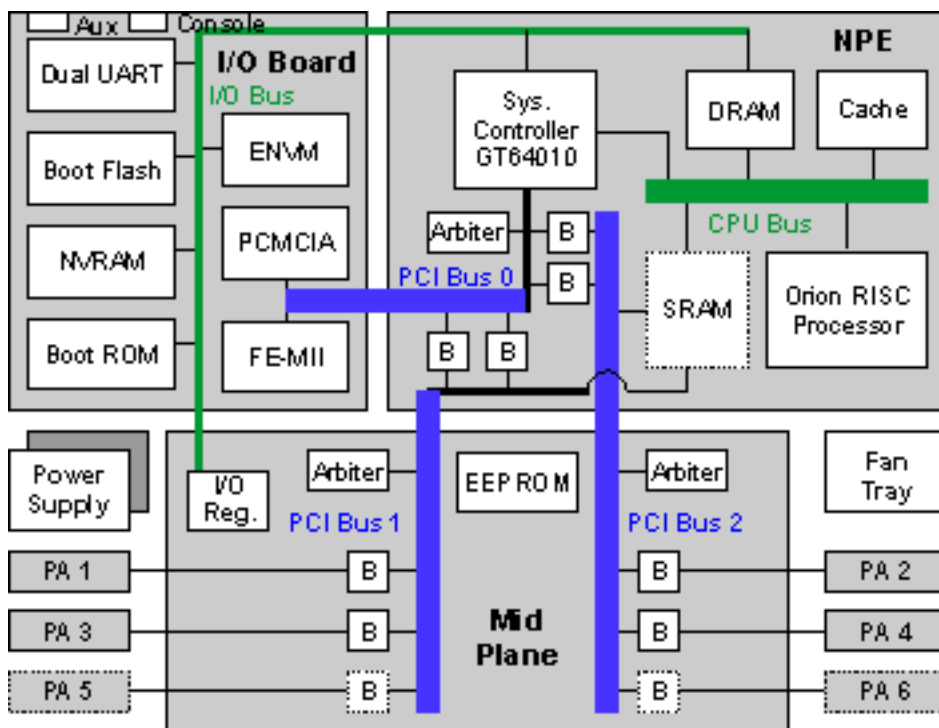 Aux
Console
Dual UART
I/O Board
I/O Bus
Boot Flash
ENVM
NVRAM
PCMCIA
Boot ROM
FE-MII
NPE
Sys.
Controller
GT64010
DRAM
Cache
CPU Bus
Arbiter
B
B
PCI Bus 0
SRAM
Orion RISC
Processor
B
B
Power
Supply
I/O
Reg.
Arbiter
EEPROM
Arbiter
Fan
Tray
PCI Bus 1
PCI Bus 2
PA 1
B
B
PA 2
PA 3
B
Mid
Plane
B
PA 4
PA 5
B
B
PA 6